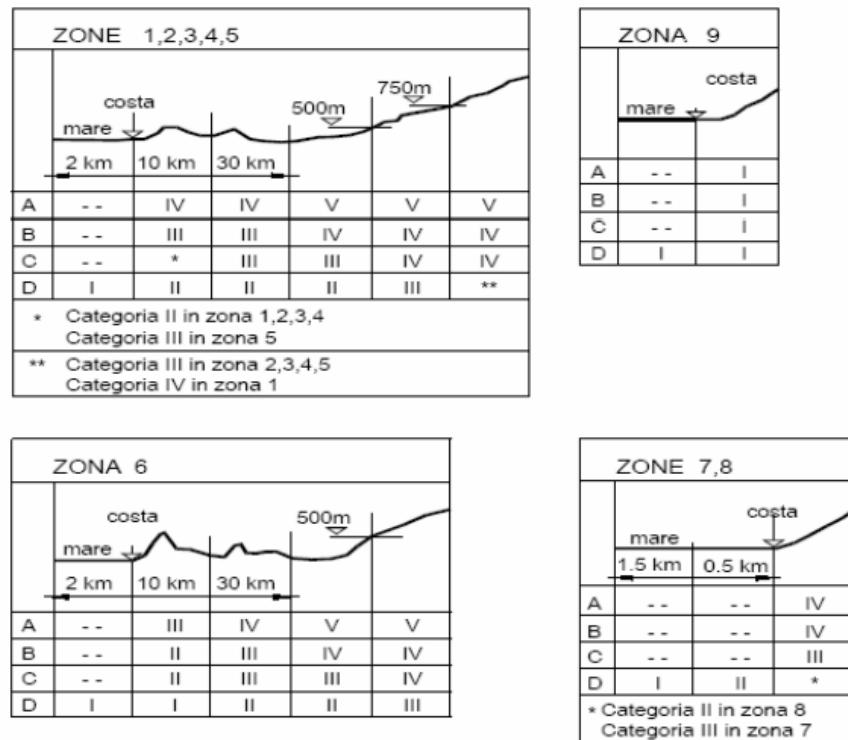 ZONE 1,2,3,4,5
costa
mare
500m
750m
2 km 10 km 30 km
A -- IV IV V V V
B -- III III IV IV IV
C -- * III III IV IV
D I II II II III **
* Categoria II in zona 1,2,3,4
Categoria III in zona 5
** Categoria III in zona 2,3,4,5
Categoria IV in zona 1
ZONA 9
costa
mare
A -- I
B -- I
C -- I
D I I
ZONA 6
costa
mare
500m
2 km 10 km 30 km
A -- III IV V V
B -- II III IV IV
C -- II III III IV
D I I II II III
ZONE 7,8
mare
costa
1.5 km 0.5 km
A -- -- IV
B -- -- IV
C -- -- III
D I II *
* Categoria II in zona 8
Categoria III in zona 7